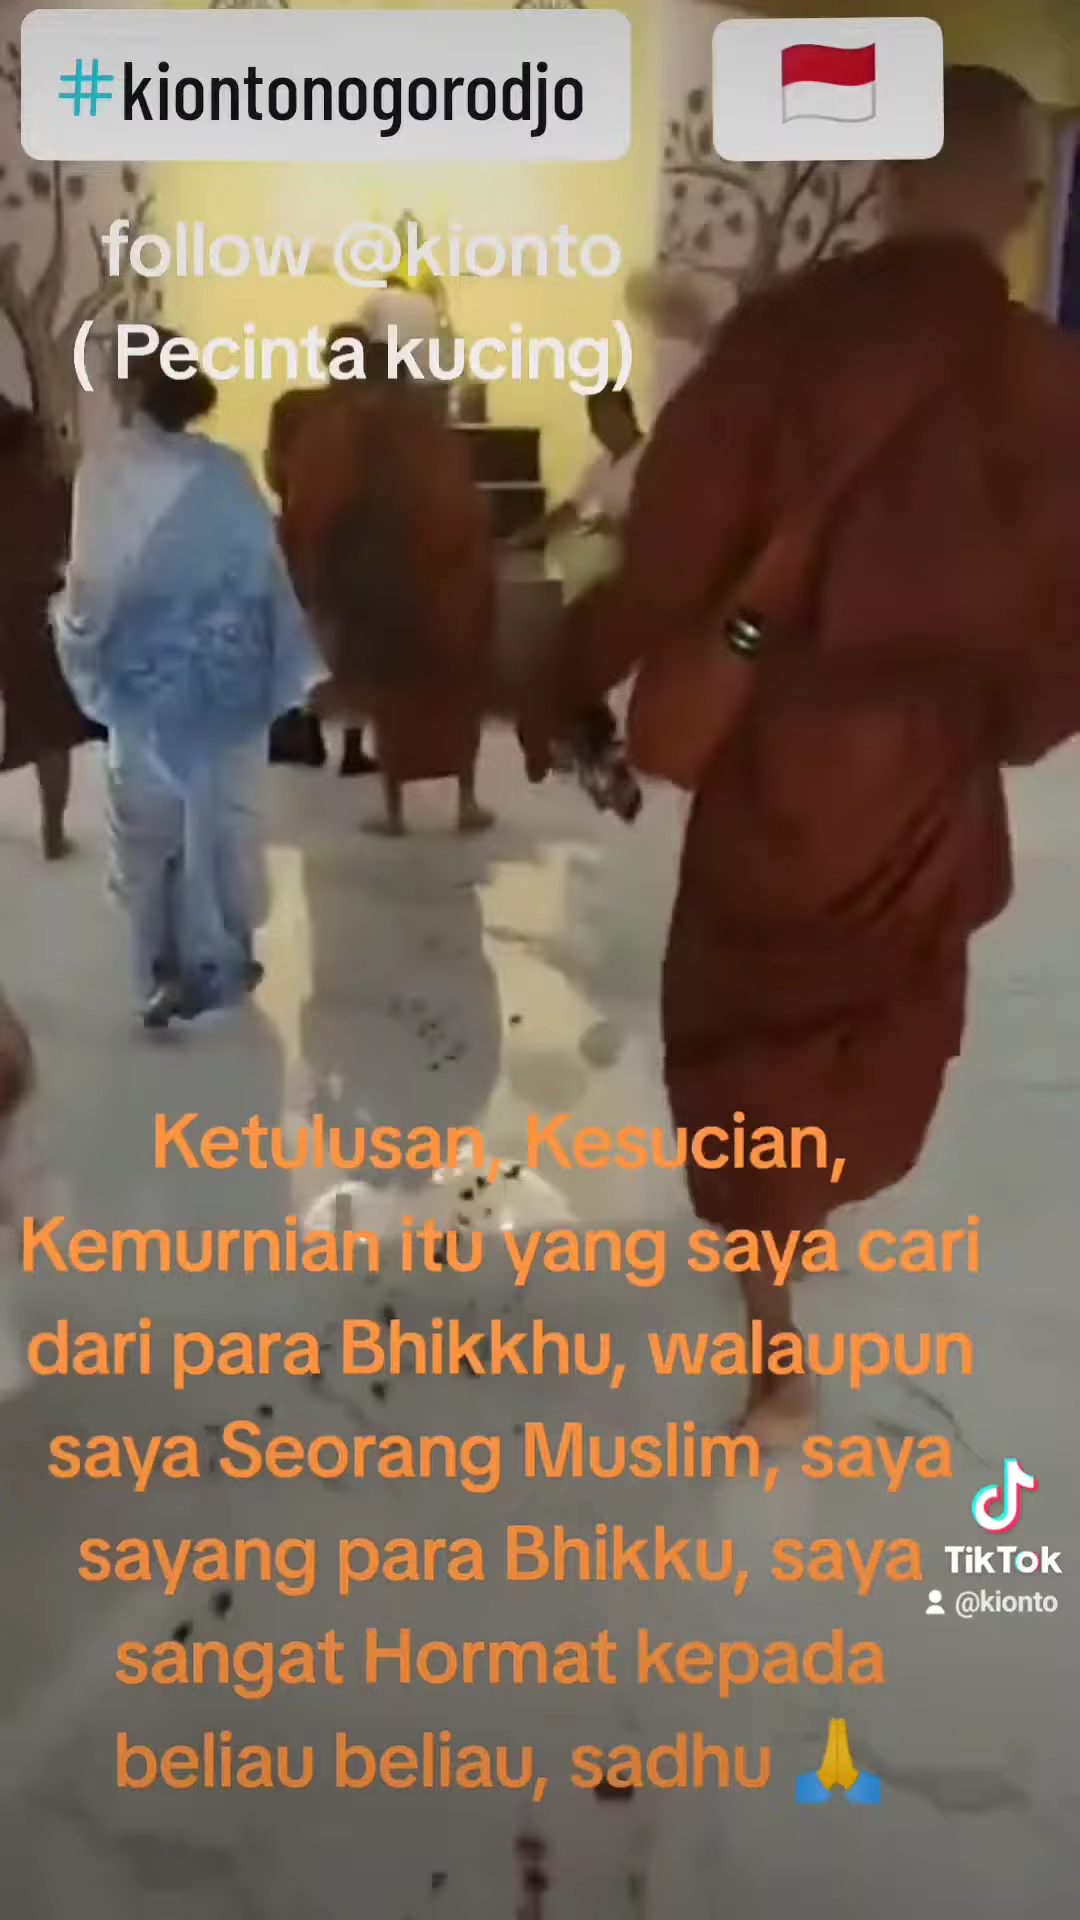 #kiontonogorodjo
follow @kionto
( Pecinta kucing)
Ketulusan, Kesucian,
Kemurnian itu yang saya cari
dari para Bhikkhu, walaupun
saya Seorang Muslim, saya
sayang para Bhikku, saya
sangat Hormat kepada
beliau beliau, sadhu 🙏
TikTok
@kionto